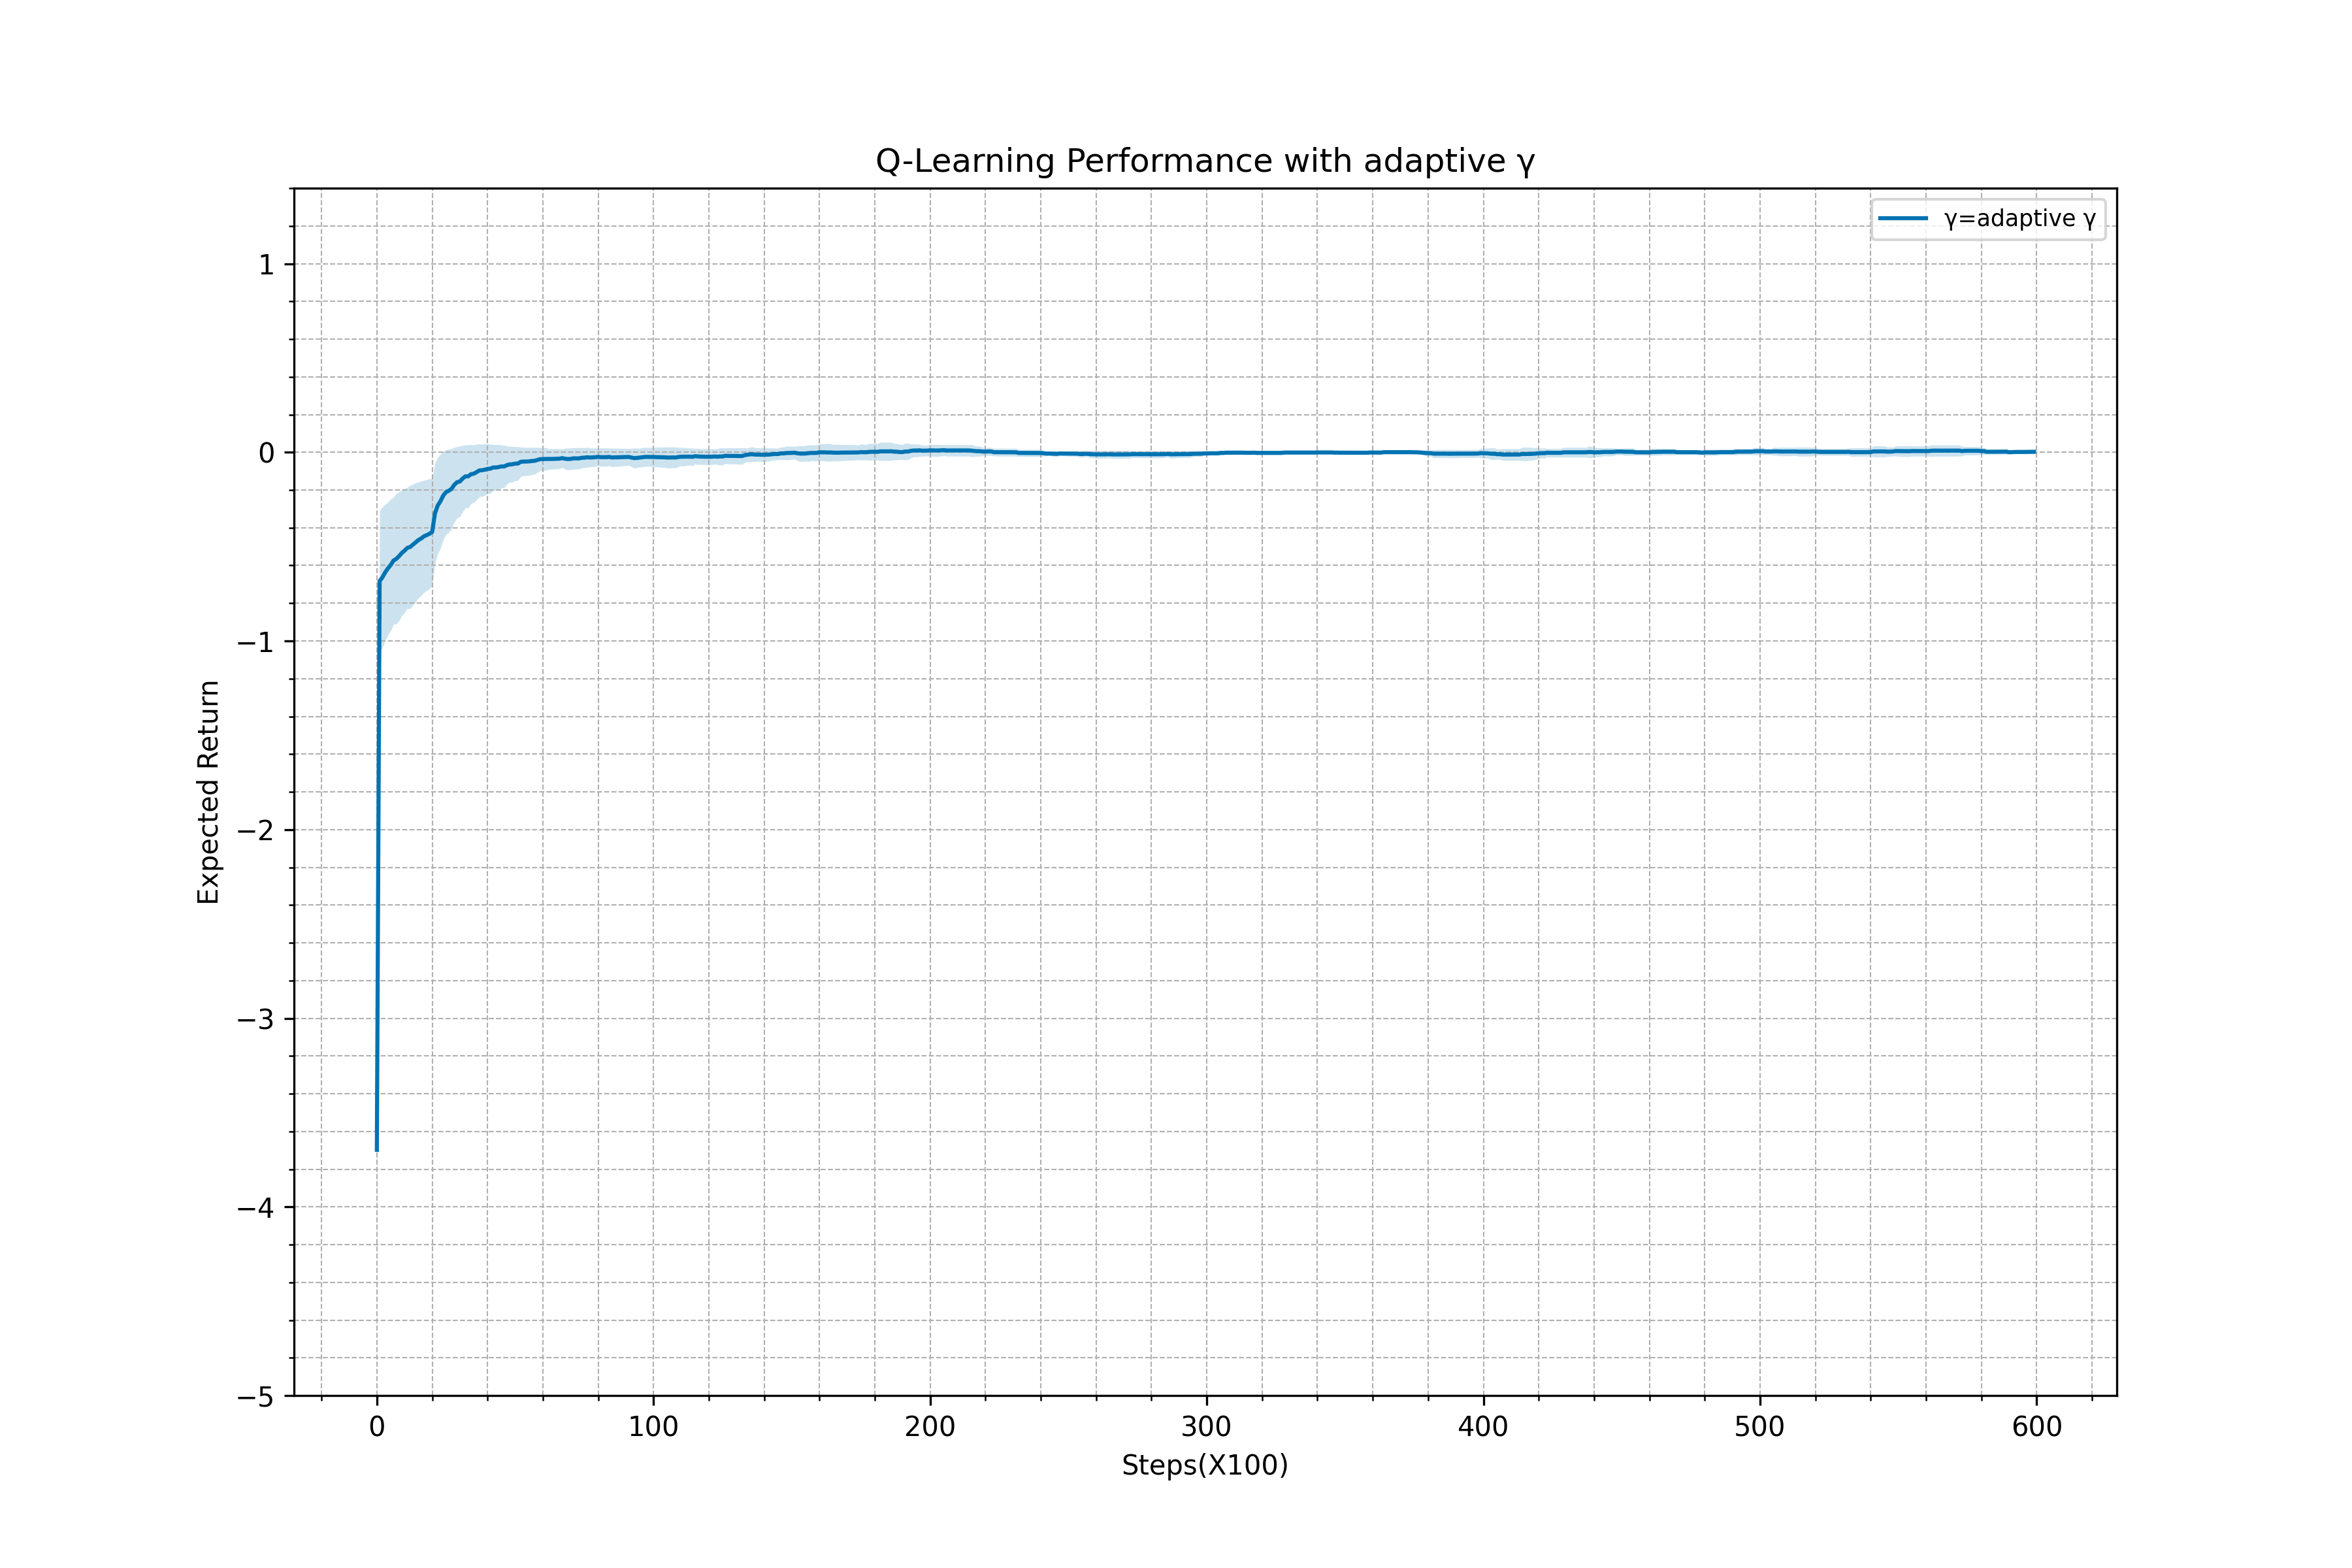 Q-Learning Performance with adaptive γ
γ=adaptive γ
1
0
−1
−2
−3
−4
−5
Expected Return
0 100 200 300 400 500 600
Steps(X100)